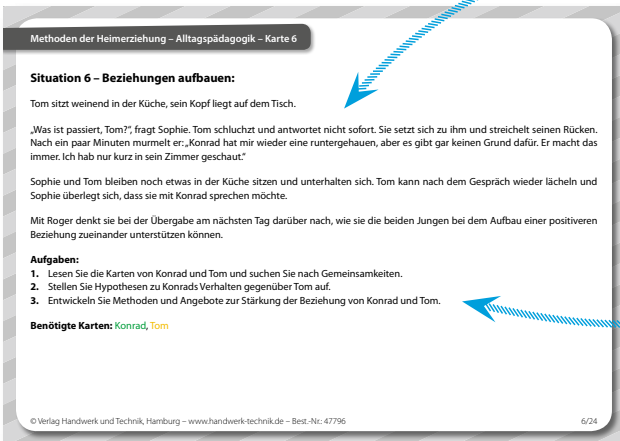 Methoden der Heimerziehung – Alltagspädagogik – Karte 6
Situation 6 – Beziehungen aufbauen:
Tom sitzt weinend in der Küche, sein Kopf liegt auf dem Tisch.
„Was ist passiert, Tom?“, fragt Sophie. Tom schluchzt und antwortet nicht sofort. Sie setzt sich zu ihm und streichelt seinen Rücken.
Nach ein paar Minuten murmelt er: „Konrad hat mir wieder eine runtergehauen, aber es gibt gar keinen Grund dafür. Er macht das
immer. Ich hab nur kurz in sein Zimmer geschaut.“
Sophie und Tom bleiben noch etwas in der Küche sitzen und unterhalten sich. Tom kann nach dem Gespräch wieder lächeln und
Sophie überlegt sich, dass sie mit Konrad sprechen möchte.
Mit Roger denkt sie bei der Übergabe am nächsten Tag darüber nach, wie sie die beiden Jungen bei dem Aufbau einer positiveren
Beziehung zueinander unterstützen können.
Aufgaben:
1. Lesen Sie die Karten von Konrad und Tom und suchen Sie nach Gemeinsamkeiten.
2. Stellen Sie Hypothesen zu Konrads Verhalten gegenüber Tom auf.
3. Entwickeln Sie Methoden und Angebote zur Stärkung der Beziehung von Konrad und Tom.
Benötigte Karten: Konrad, Tom
© Verlag Handwerk und Technik, Hamburg – www.handwerk-technik.de – Best.-Nr.: 47796 6/24